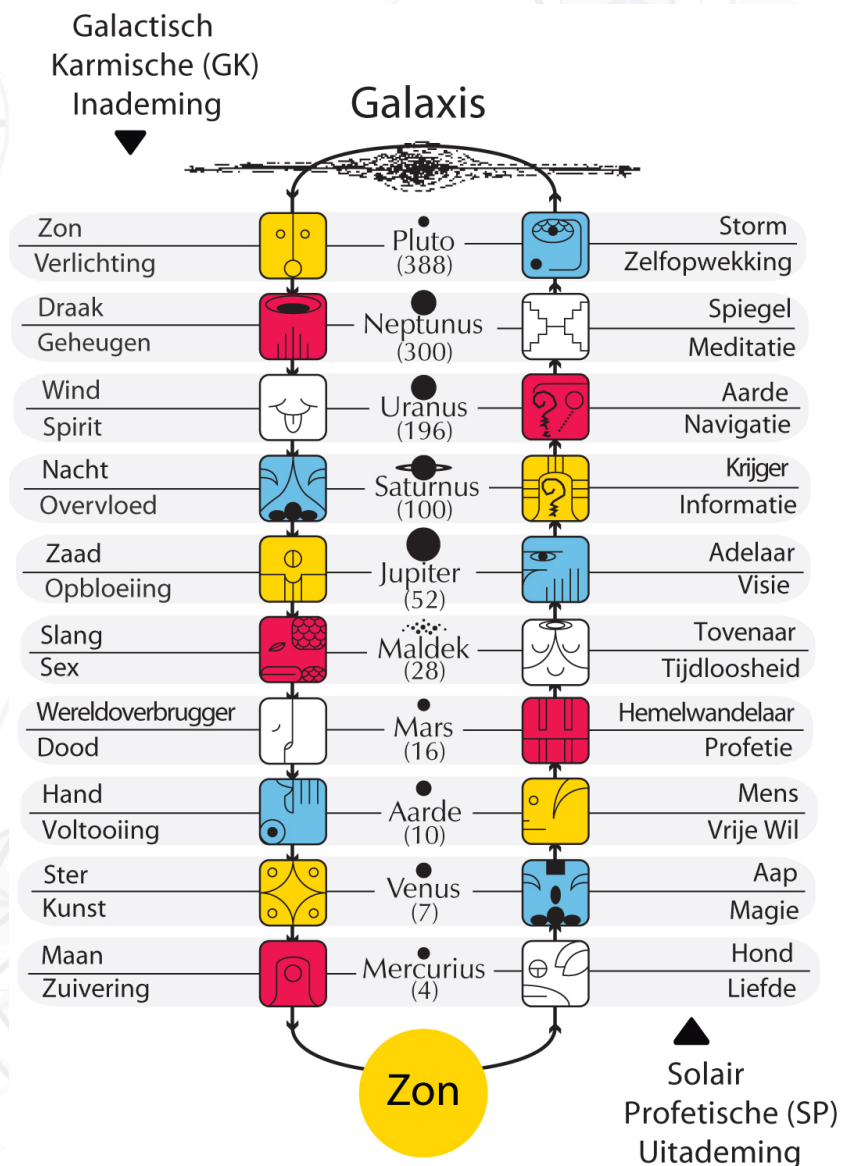 Galactisch
Karmische (GK)
Inademing
Galaxis
Zon
Verlichting
Pluto
(388)
Storm
Zelfopwekking
Draak
Geheugen
Neptunus
(300)
Spiegel
Meditatie
Wind
Spirit
Uranus
(196)
Aarde
Navigatie
Nacht
Overvloed
Saturnus
(100)
Krijger
Informatie
Zaad
Opbloeiing
Jupiter
(52)
Adelaar
Visie
Slang
Sex
Maldek
(28)
Tovenaar
Tijdloosheid
Wereldoverbrugger
Dood
Mars
(16)
Hemelwandelaar
Profetie
Hand
Voltooiing
Aarde
(10)
Mens
Vrije Wil
Ster
Kunst
Venus
(7)
Aap
Magie
Maan
Zuivering
Mercurius
(4)
Hond
Liefde
Zon
Solair
Profetische (SP)
Uitademing